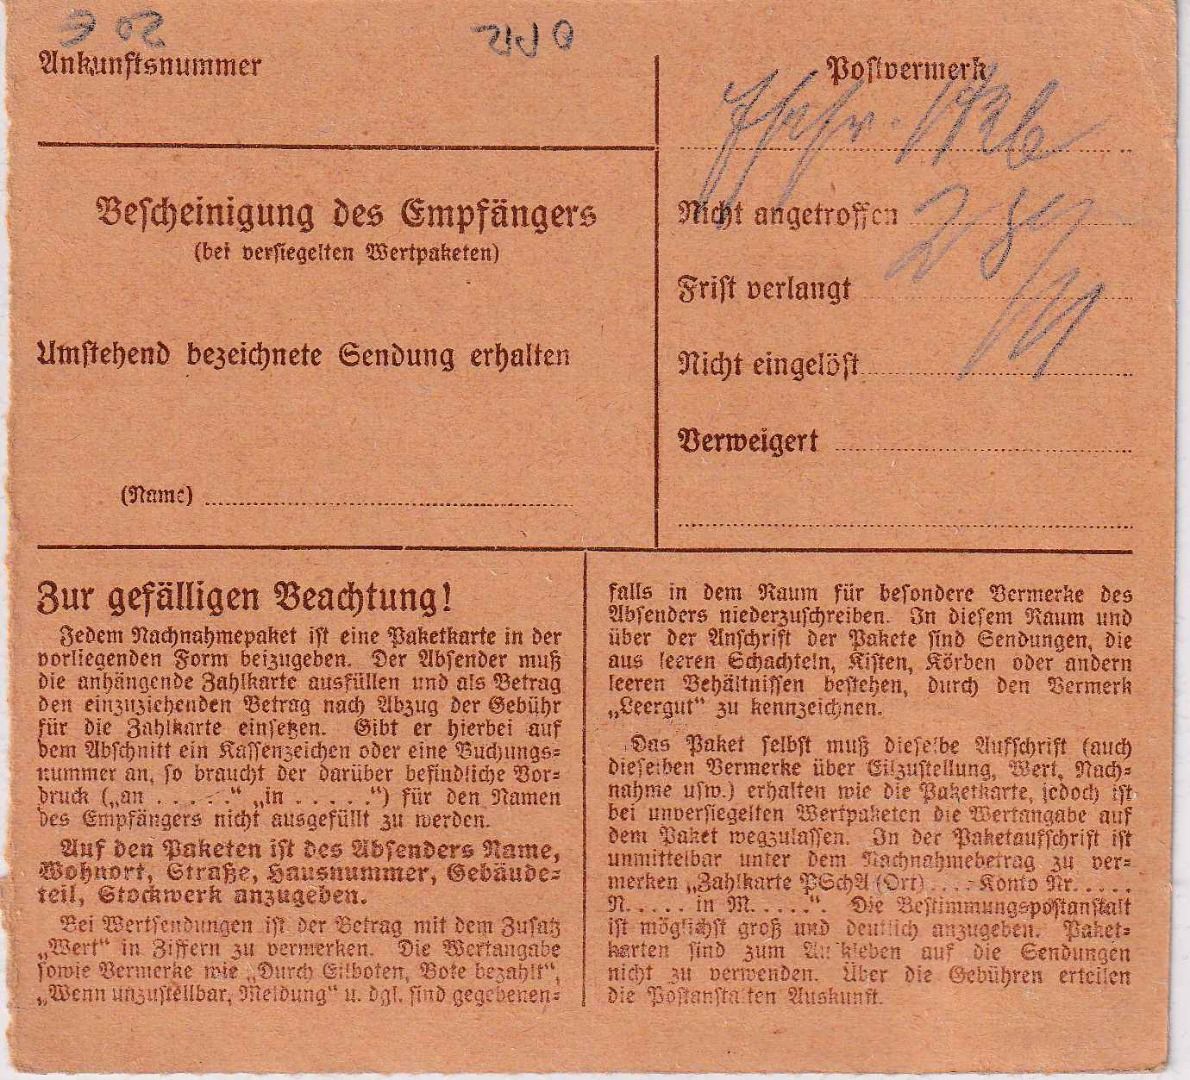 Ankunftsnummer
Postvermerk
Bescheinigung des Empfängers
(bei versiegelten Wertpaketen)
Nicht angetroffen
Frist verlangt
Umstehend bezeichnete Sendung erhalten
Nicht eingelöst
Verweigert
(Name)
Zur gefälligen Beachtung!
Jedem Nachnahmepaket ist eine Paketkarte in der
vorliegenden Form beizugeben. Der Absender muß
die anhängende Zahlkarte ausfüllen und als Betrag
den einzuziehenden Betrag nach Abzug der Gebühr
für die Zahlkarte einsetzen. Gibt er hierbei auf
dem Abschnitt ein Kassenzeichen oder eine Buchungs-
nummer an, so braucht der darüber befindliche Vor-
druck („an . . . . .“ „in . . . . .“) für den Namen
des Empfängers nicht ausgefüllt zu werden.
Auf den Paketen ist des Absenders Name,
Wohnort, Straße, Hausnummer, Gebäude-
teil, Stockwerk anzugeben.
Bei Wertsendungen ist der Betrag mit dem Zusatz
„Wert“ in Ziffern zu vermerken. Die Wertangabe
sowie Vermerke wie „Durch Eilboten, Bote bezahlt“,
„Wenn unzustellbar, Meldung“ u. dgl. sind gegebenen-
falls in dem Raum für besondere Vermerke des
Absenders niederzuschreiben. In diesem Raum und
über der Anschrift der Pakete sind Sendungen, die
aus leeren Schachteln, Kisten, Körben oder andern
leeren Behältnissen bestehen, durch den Vermerk
„Leergut“ zu kennzeichnen.
Das Paket selbst muß dieselbe Aufschrift (auch
dieselben Vermerke über Eilzustellung, Wert, Nach-
nahme usw.) erhalten wie die Paketkarte, jedoch ist
bei unversiegelten Wertpaketen die Wertangabe auf
dem Paket wegzulassen. In der Paketaufschrift ist
unmittelbar unter dem Nachnahmebetrag zu ver-
merken „Zahlkarte PSchA (Ort) . . . . Konto Nr. . . . .
N. . . . . in M. . . . .“. Die Bestimmungspostanstalt
ist möglichst groß und deutlich anzugeben. Paket-
karten sind zum Aufkleben auf die Sendungen
nicht zu verwenden. Über die Gebühren erteilen
die Postanstalten Auskunft.